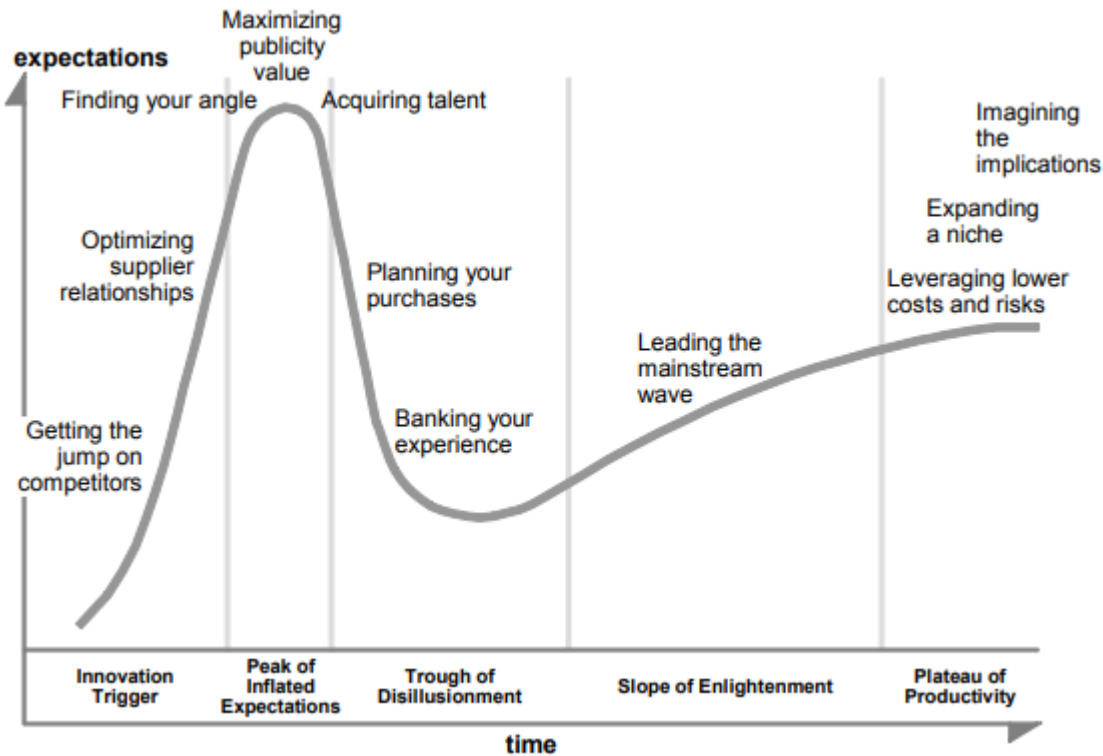 Maximizing
publicity
value
expectations
Finding your angle
Acquiring talent
Imagining
the
implications
Optimizing
supplier
relationships
Expanding
a niche
Planning your
purchases
Leveraging lower
costs and risks
Leading the
mainstream
wave
Getting the
jump on
competitors
Banking your
experience
Innovation
Trigger
Peak of
Inflated
Expectations
Trough of
Disillusionment
Slope of Enlightenment
Plateau of
Productivity
time